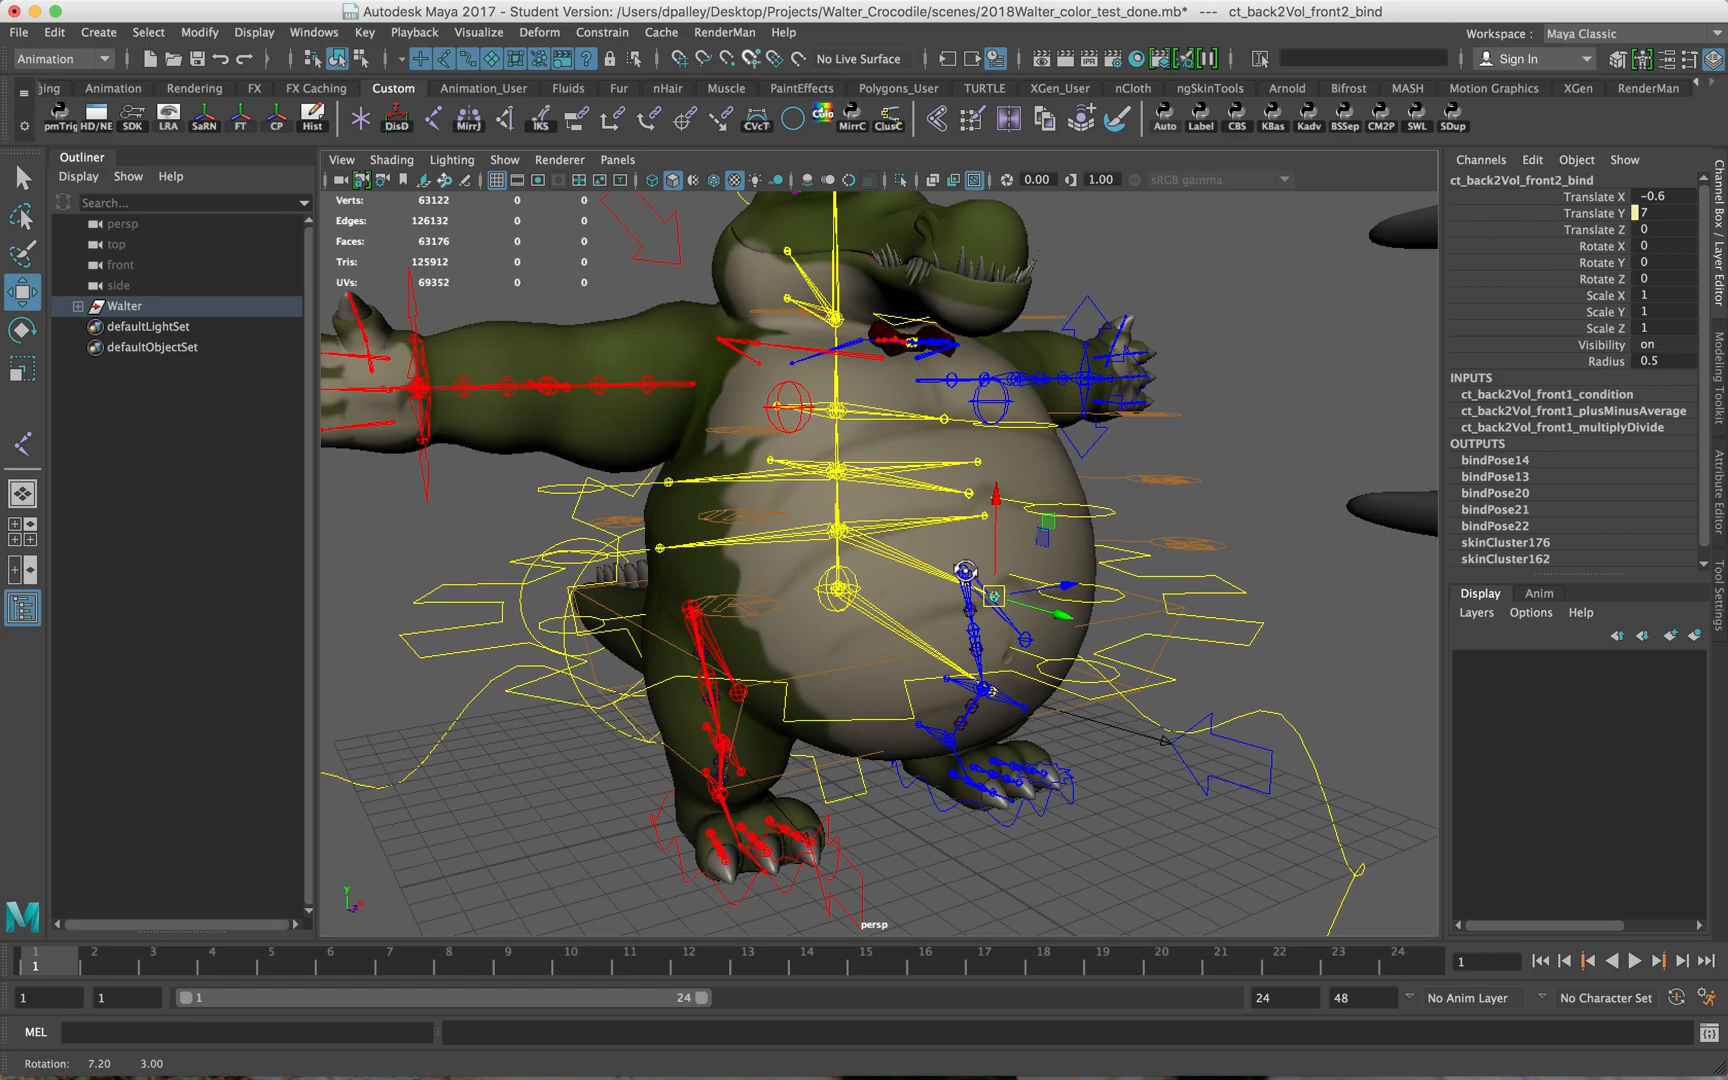 Autodesk Maya 2017 - Student Version: /Users/dpalley/Desktop/Projects/Walter_Crocodile/scenes/2018Walter_color_test_done.mb* --- ct_back2Vol_front2_bind
File Edit Create Select Modify Display Windows Key Playback Visualize Deform Constrain Cache RenderMan Help
Workspace : Maya Classic
Animation
No Live Surface
Sign In
ging Animation Rendering FX FX Caching Custom Animation_User Fluids Fur nHair Muscle PaintEffects Polygons_User TURTLE XGen_User nCloth ngSkinTools Arnold Bifrost MASH Motion Graphics XGen RenderMan
pmTrig HD/NE SDK LRA SaRN FT CP Hist DisD MirrJ IKS CVcT Colo MirrC ClusC Auto Label CBS KBas Kadv BSSep CM2P SWL SDup
Outliner
Display Show Help
Search...
persp
top
front
side
Walter
defaultLightSet
defaultObjectSet
View Shading Lighting Show Renderer Panels
0.00 1.00 sRGB gamma
Verts: 63122 0 0
Edges: 126132 0 0
Faces: 63176 0 0
Tris: 125912 0 0
UVs: 69352 0 0
y
persp
Channels Edit Object Show
ct_back2Vol_front2_bind
Translate X -0.6
Translate Y 7
Translate Z 0
Rotate X 0
Rotate Y 0
Rotate Z 0
Scale X 1
Scale Y 1
Scale Z 1
Visibility on
Radius 0.5
INPUTS
ct_back2Vol_front1_condition
ct_back2Vol_front1_plusMinusAverage
ct_back2Vol_front1_multiplyDivide
OUTPUTS
bindPose14
bindPose13
bindPose20
bindPose21
bindPose22
skinCluster176
skinCluster162
Display Anim
Layers Options Help
Channel Box / Layer Editor
Modeling Toolkit
Attribute Editor
Tool Settings
1 2 3 4 5 6 7 8 9 10 11 12 13 14 15 16 17 18 19 20 21 22 23 24
1
1
1 1 1 24 24 48 No Anim Layer No Character Set
MEL
Rotation: 7.20 3.00